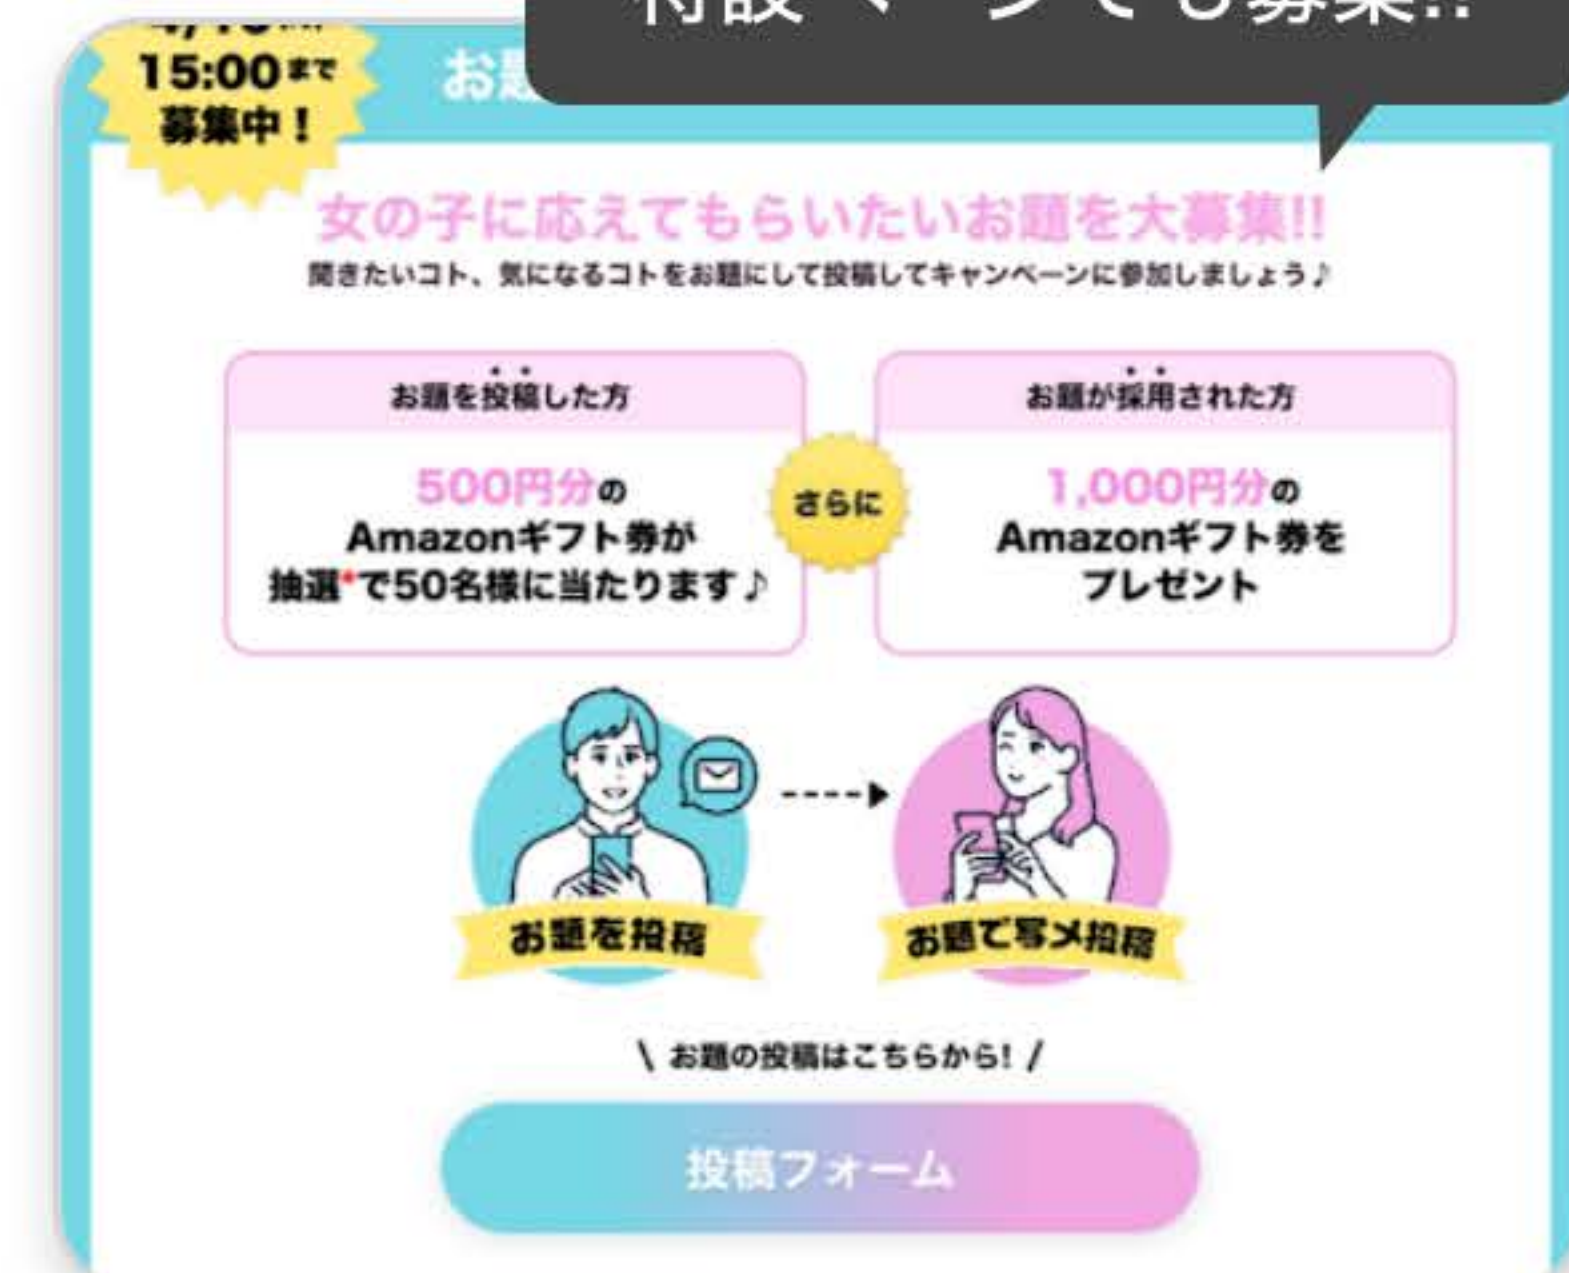 15:00まで
募集中！
お題
女の子に応えてもらいたいお題を大募集!!
聞きたいコト、気になるコトをお題にして投稿してキャンペーンに参加しましょう♪
お題を投稿した方
500円分の
Amazonギフト券が
抽選*で50名様に当たります♪
さらに
お題が採用された方
1,000円分の
Amazonギフト券を
プレゼント
お題を投稿
お題で写メ投稿
\ お題の投稿はこちらから! /
投稿フォーム